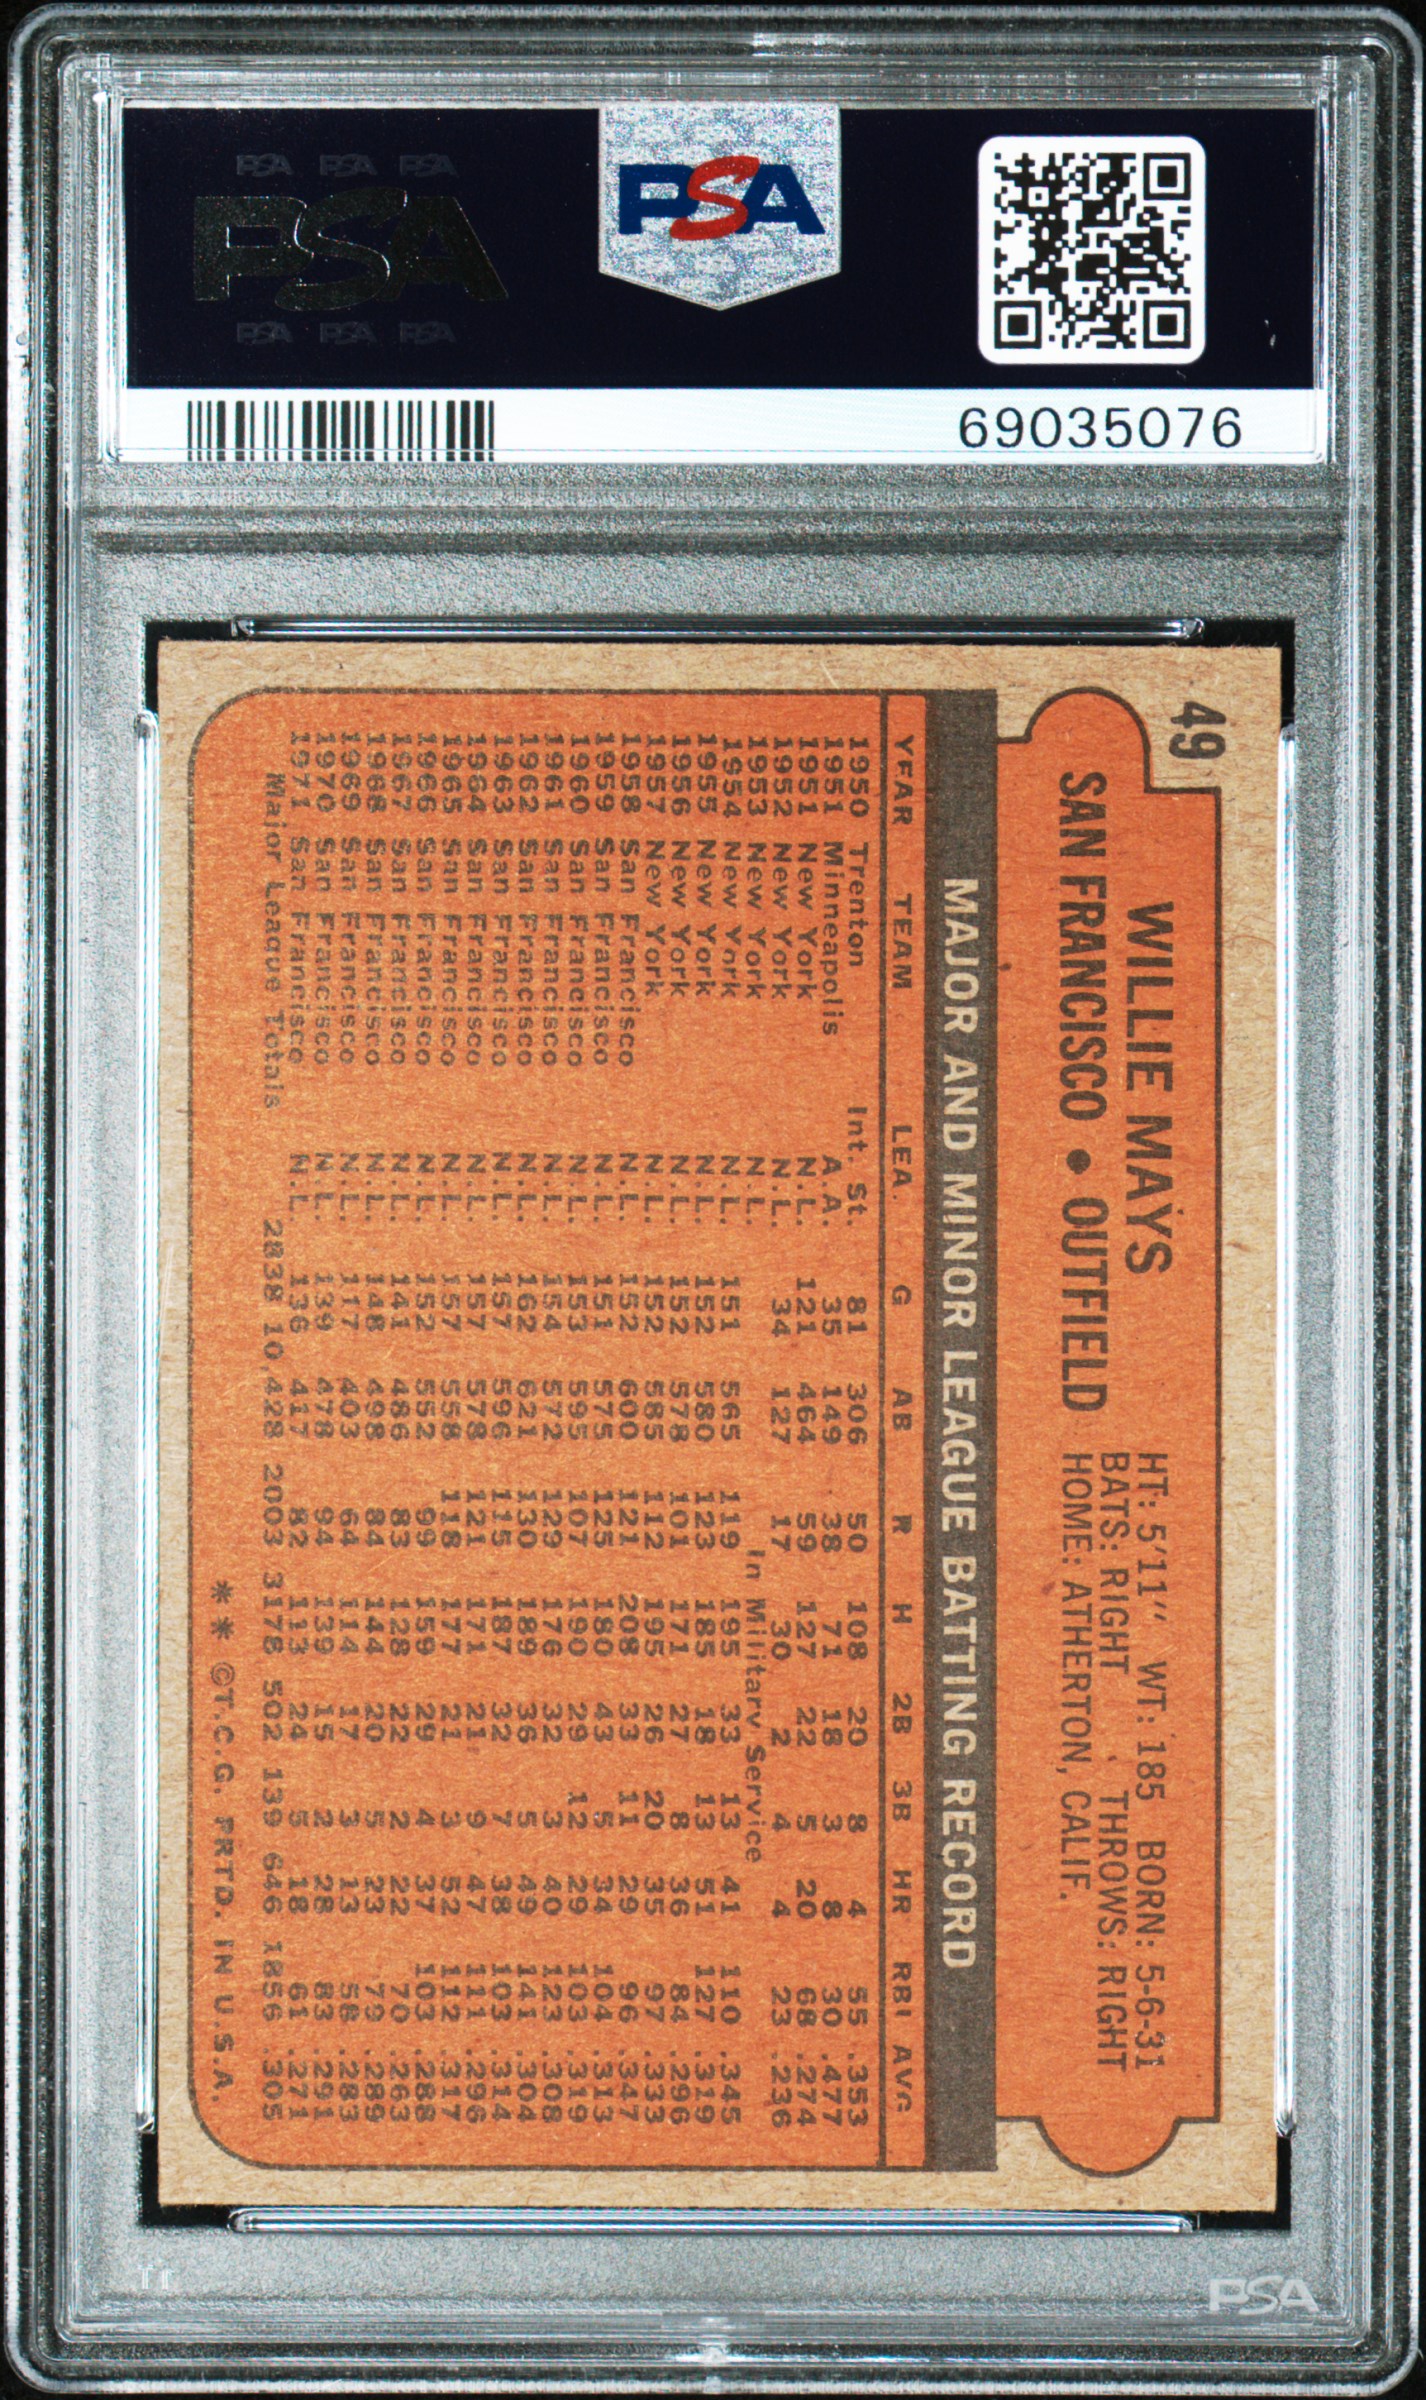 PSA PSA PSA
PSA
PSA PSA PSA
PSA
69035076
49
WILLIE MAYS
SAN FRANCISCO • OUTFIELD
HT: 5'11" WT: 185 BORN: 5-6-31
BATS: RIGHT THROWS: RIGHT
HOME: ATHERTON, CALIF.
MAJOR AND MINOR LEAGUE BATTING RECORD
YEAR TEAM LEA. G AB R H 2B 3B HR RBI AVG.
1950 Trenton Int. St. 81 306 50 108 20 8 4 55 .353
1951 Minneapolis A.A. 35 149 38 71 18 3 8 30 .477
1951 New York N.L. 121 464 59 127 22 5 20 68 .274
1952 New York N.L. 34 127 17 30 2 4 4 23 .236
1953 New York N.L. In Military Service
1954 New York N.L. 151 565 119 195 33 13 41 110 .345
1955 New York N.L. 152 580 123 185 18 13 51 127 .319
1956 New York N.L. 152 578 101 171 27 8 36 84 .296
1957 New York N.L. 152 585 112 195 26 20 35 97 .333
1958 San Francisco N.L. 152 600 121 208 33 11 29 96 .347
1959 San Francisco N.L. 151 575 125 180 43 5 34 104 .313
1960 San Francisco N.L. 153 595 107 190 29 12 29 103 .319
1961 San Francisco N.L. 154 572 129 176 32 3 40 123 .308
1962 San Francisco N.L. 162 621 130 189 36 5 49 141 .304
1963 San Francisco N.L. 157 596 115 187 32 7 38 103 .314
1964 San Francisco N.L. 157 578 121 171 21 9 47 111 .296
1965 San Francisco N.L. 157 558 118 177 21 3 52 112 .317
1966 San Francisco N.L. 152 552 99 159 29 4 37 103 .288
1967 San Francisco N.L. 141 486 83 128 22 2 22 70 .263
1968 San Francisco N.L. 148 498 84 144 20 5 23 79 .289
1969 San Francisco N.L. 117 403 64 114 17 3 13 58 .283
1970 San Francisco N.L. 139 478 94 139 15 2 28 83 .291
1971 San Francisco N.L. 136 417 82 113 24 5 18 61 .271
Major League Totals 2838 10,428 2003 3178 502 139 646 1856 .305
** ©T.C.G. PRTD. IN U.S.A.
PSA